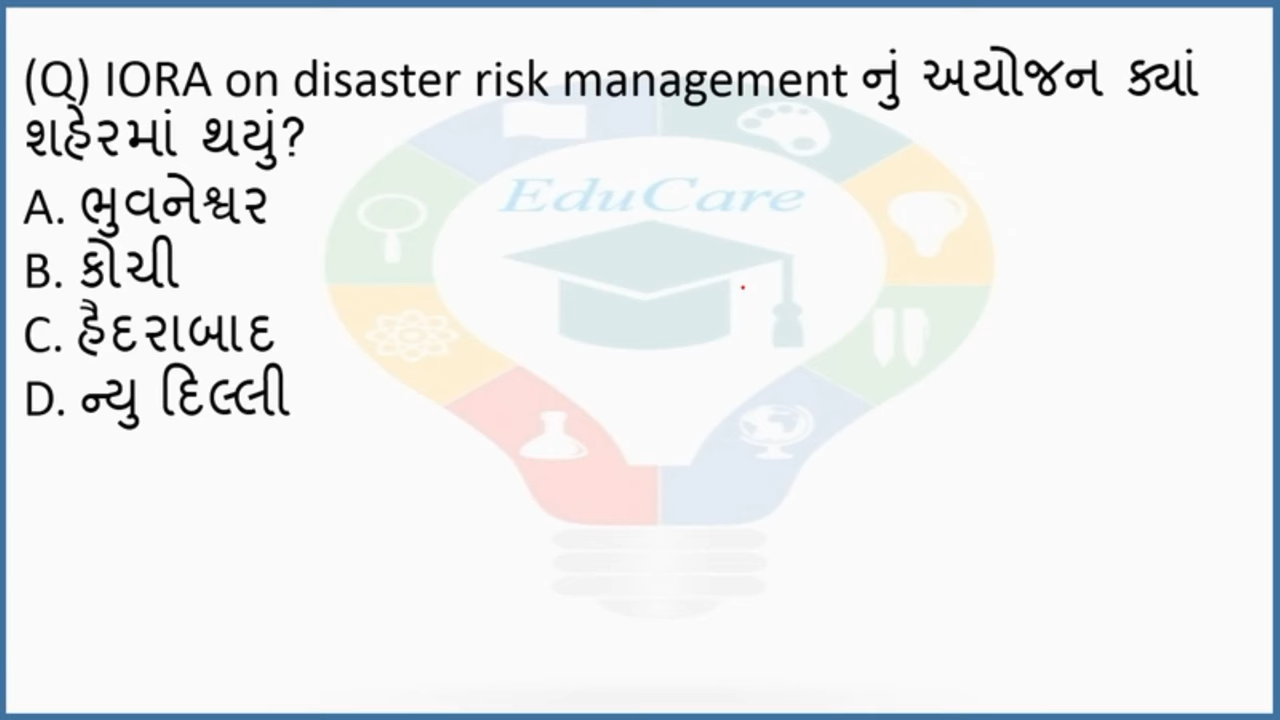 (Q) IORA on disaster risk management નું અયોજન ક્યાં
શહેરમાં થયું?
EduCare
A. ભુવનેશ્વર
B. કોચી
C. હૈદરાબાદ
D. ન્યુ દિલ્લી